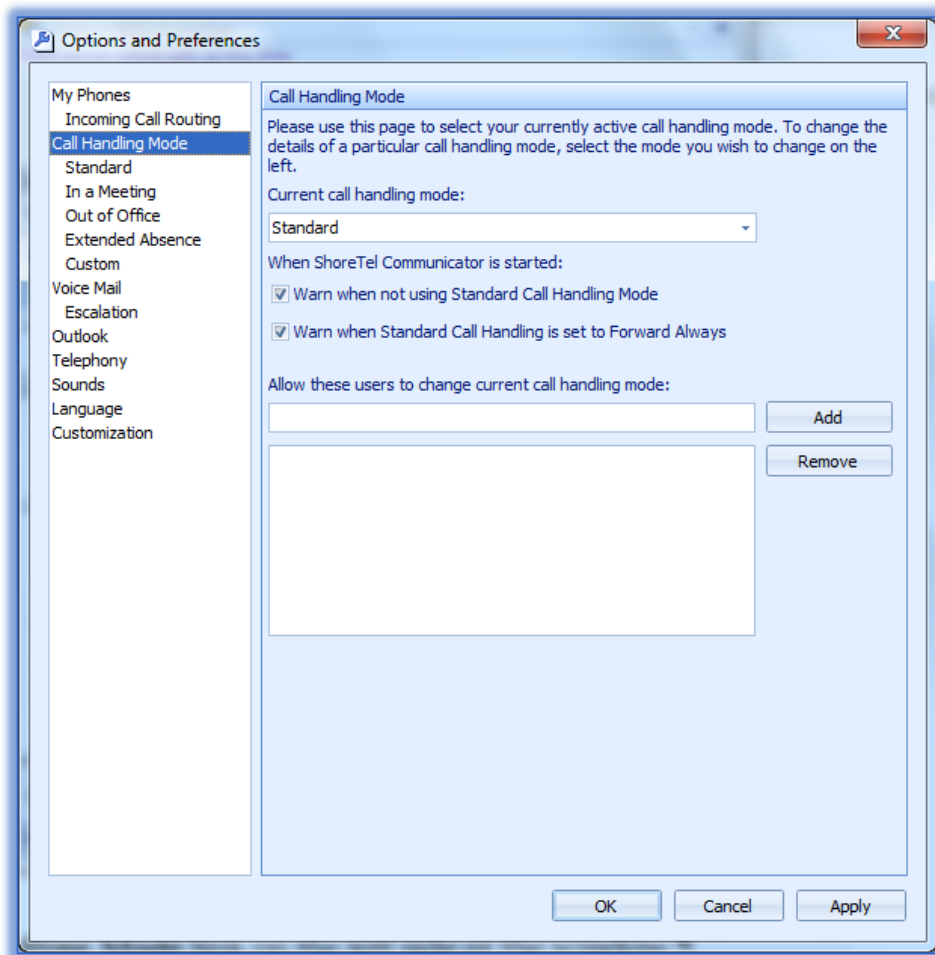 Options and Preferences
My Phones
Incoming Call Routing
Call Handling Mode
Standard
In a Meeting
Out of Office
Extended Absence
Custom
Voice Mail
Escalation
Outlook
Telephony
Sounds
Language
Customization
Call Handling Mode
Please use this page to select your currently active call handling mode. To change the
details of a particular call handling mode, select the mode you wish to change on the
left.
Current call handling mode:
Standard
When ShoreTel Communicator is started:
Warn when not using Standard Call Handling Mode
Warn when Standard Call Handling is set to Forward Always
Allow these users to change current call handling mode:
Add
Remove
OK
Cancel
Apply